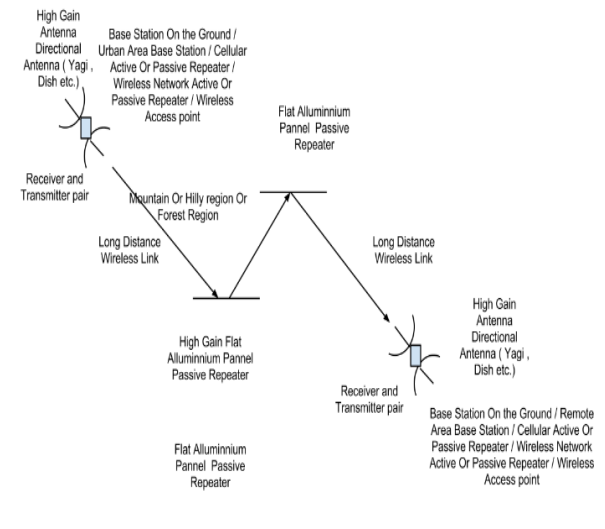 High Gain
Antenna
Directional
Antenna ( Yagi ,
Dish etc.)
Base Station On the Ground /
Urban Area Base Station / Cellular
Active Or Passive Repeater /
Wireless Network Active Or
Passive Repeater / Wireless
Access point
Flat Alluminnium
Pannel Passive
Repeater
Receiver and
Transmitter pair
Mountain Or Hilly region Or
Forest Region
Long Distance
Wireless Link
Long Distance
Wireless Link
High Gain Flat
Alluminnium Pannel
Passive Repeater
High Gain
Antenna
Directional
Antenna ( Yagi ,
Dish etc.)
Receiver and
Transmitter pair
Base Station On the Ground / Remote
Area Base Station / Cellular Active Or
Passive Repeater / Wireless Network
Active Or Passive Repeater / Wireless
Access point
Flat Alluminnium
Pannel Passive
Repeater